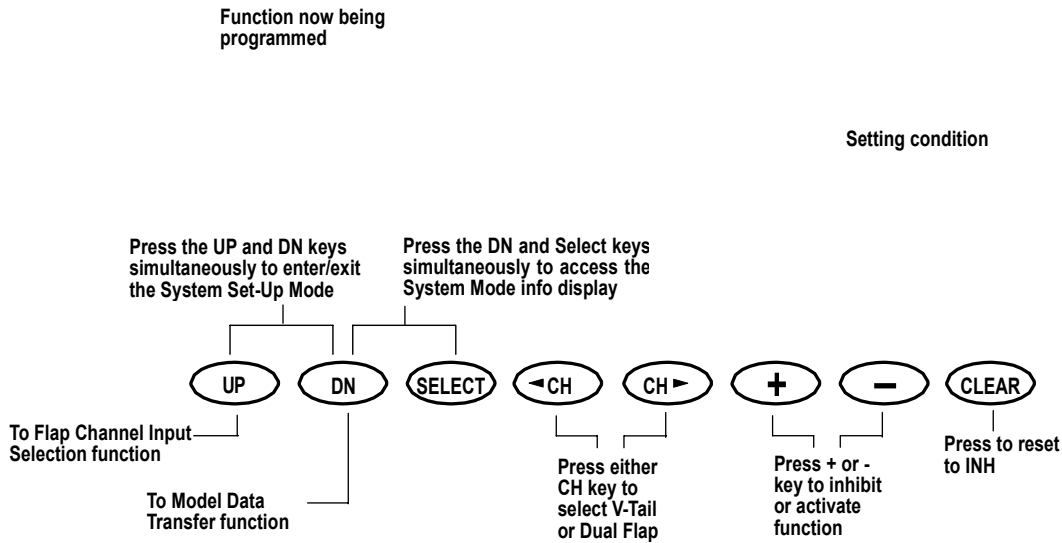 Function now being
programmed
Setting condition
Press the UP and DN keys
simultaneously to enter/exit
the System Set-Up Mode
Press the DN and Select keys
simultaneously to access the
System Mode info display
UP
DN
SELECT
◄CH
CH►
+
−
CLEAR
To Flap Channel Input
Selection function
To Model Data
Transfer function
Press either
CH key to
select V-Tail
or Dual Flap
Press + or -
key to inhibit
or activate
function
Press to reset
to INH